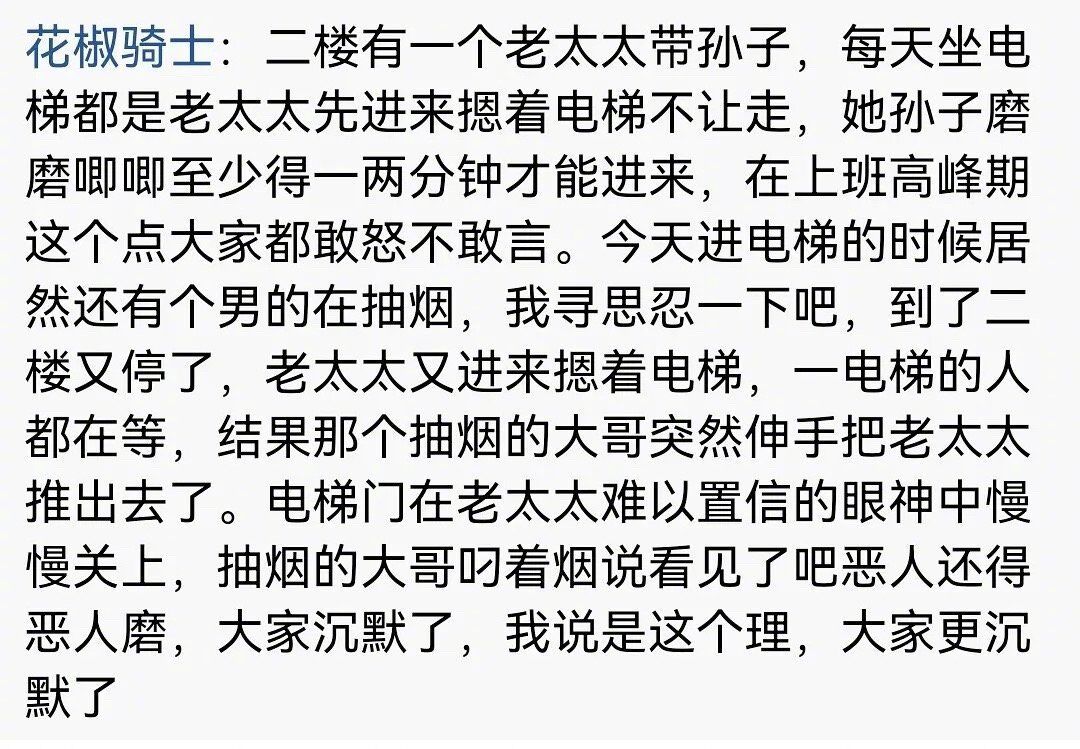 花椒骑士：二楼有一个老太太带孙子，每天坐电
梯都是老太太先进来摁着电梯不让走，她孙子磨
磨唧唧至少得一两分钟才能进来，在上班高峰期
这个点大家都敢怒不敢言。今天进电梯的时候居
然还有个男的在抽烟，我寻思忍一下吧，到了二
楼又停了，老太太又进来摁着电梯，一电梯的人
都在等，结果那个抽烟的大哥突然伸手把老太太
推出去了。电梯门在老太太难以置信的眼神中慢
慢关上，抽烟的大哥叼着烟说看见了吧恶人还得
恶人磨，大家沉默了，我说是这个理，大家更沉
默了